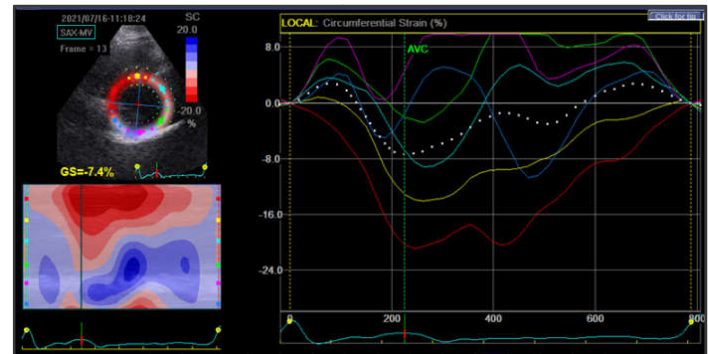 2021/07/16-11:18:24
SAX-MV
Frame = 13
SC
20.0
-20.0
%
GS=-7.4%
LOCAL: Circumferential Strain (%)
Click for tip
AVC
8.0
0.0
-8.0
-16.0
-24.0
0 200 400 600 800